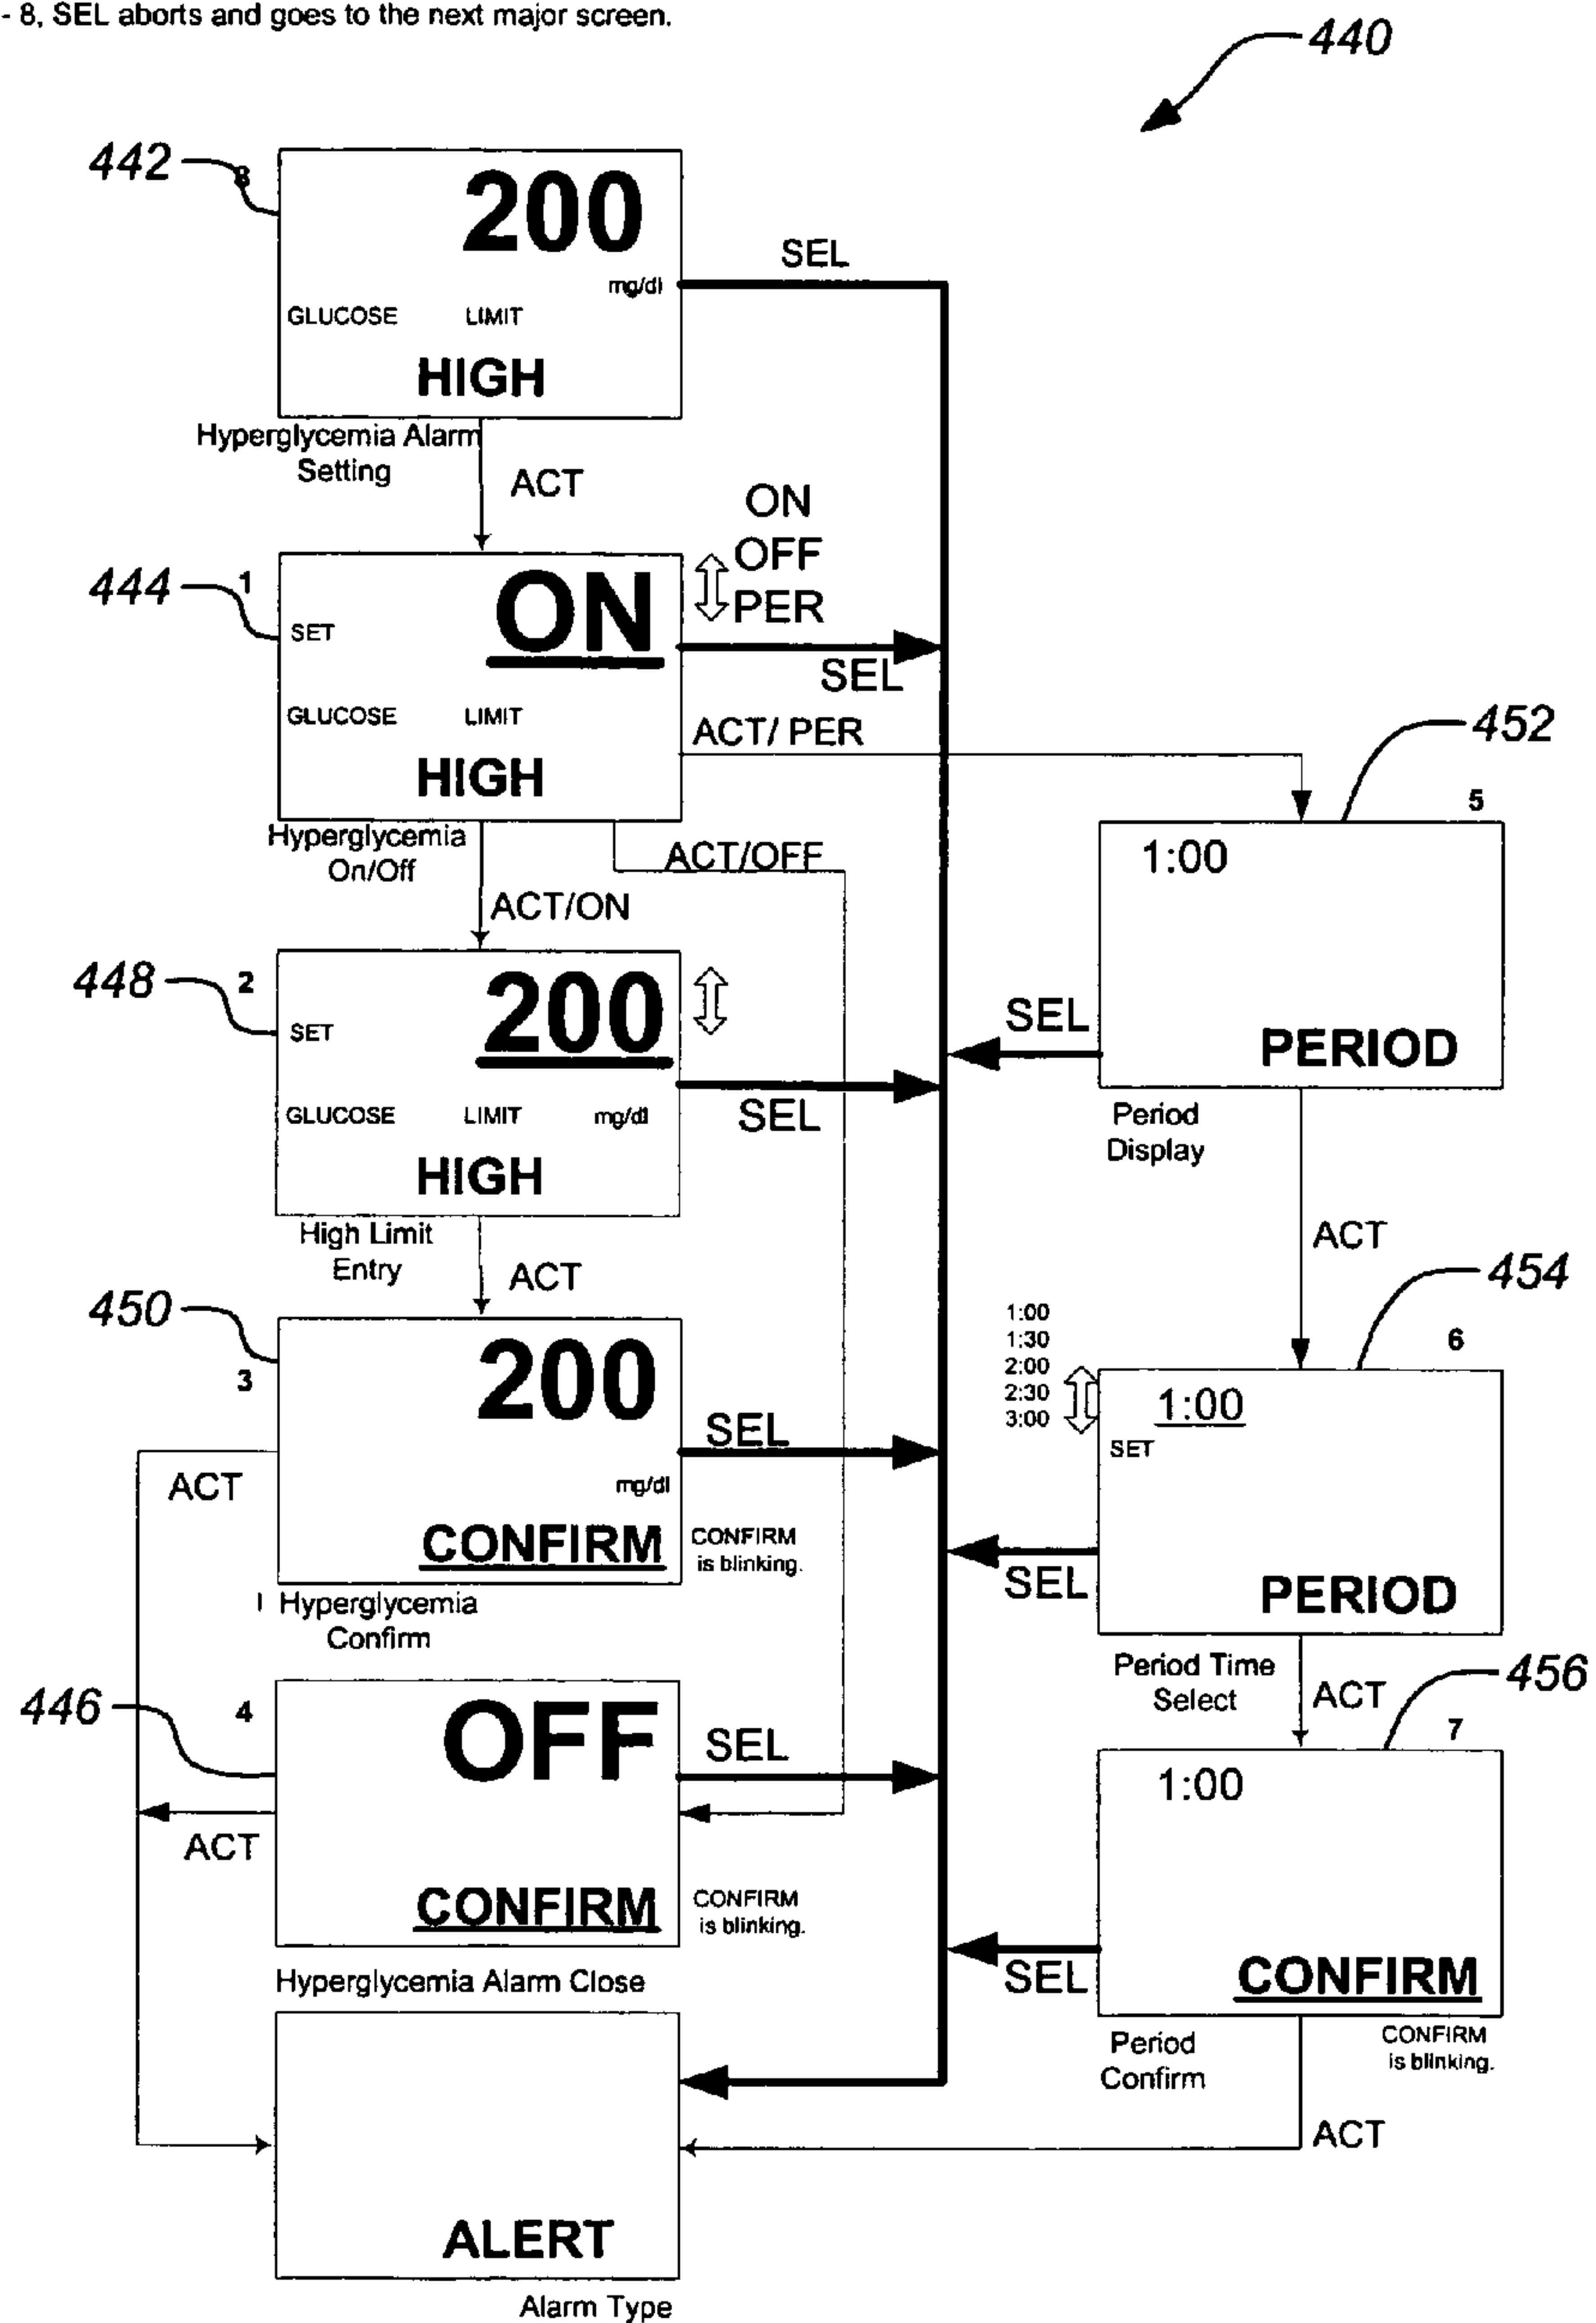 - 8, SEL aborts and goes to the next major screen.
440
442
8
200
mg/dl
GLUCOSE LIMIT
HIGH
SEL
Hyperglycemia Alarm
Setting
ACT
ON
OFF
PER
444
1
SET
ON
GLUCOSE LIMIT
HIGH
SEL
ACT/ PER
Hyperglycemia
On/Off
ACT/OFF
ACT/ON
452
5
1:00
PERIOD
SEL
Period
Display
ACT
448
2
SET
200
GLUCOSE LIMIT mg/dl
HIGH
SEL
High Limit
Entry
ACT
450
3
200
mg/dl
CONFIRM
SEL
CONFIRM
is blinking.
ACT
Hyperglycemia
Confirm
454
6
1:00
1:30
2:00
2:30
3:00
1:00
SET
PERIOD
SEL
Period Time
Select
ACT
446
4
OFF
CONFIRM
SEL
ACT
CONFIRM
is blinking.
Hyperglycemia Alarm Close
456
7
1:00
CONFIRM
SEL
Period
Confirm
CONFIRM
is blinking.
ACT
ALERT
Alarm Type